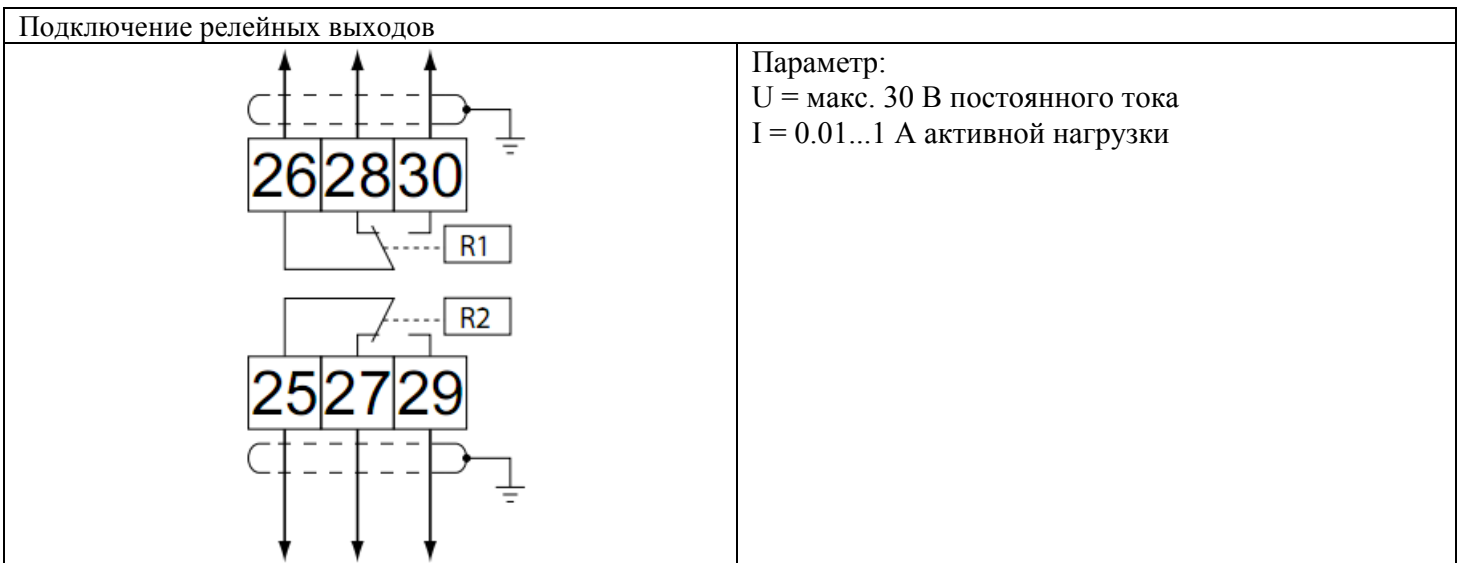 Подключение релейных выходов
Параметр:
U = макс. 30 В постоянного тока
I = 0.01...1 А активной нагрузки
26 28 30
R1
R2
25 27 29